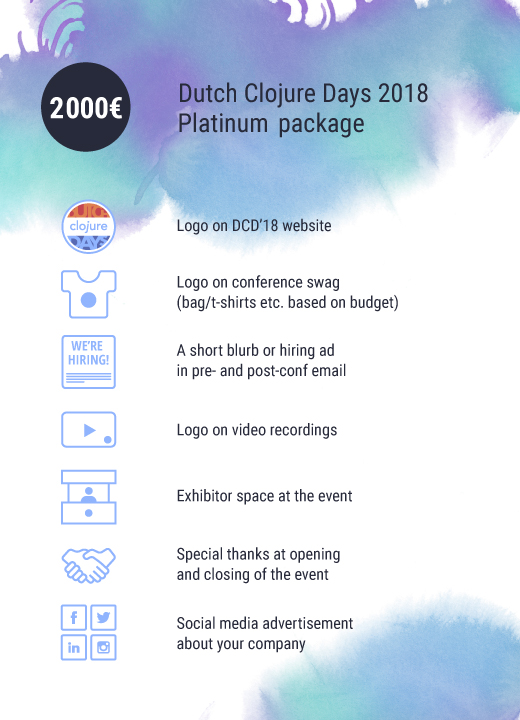 2000€
Dutch Clojure Days 2018
Platinum package
DUTCH
clojure
DAYS
Logo on DCD'18 website
Logo on conference swag
(bag/t-shirts etc. based on budget)
WE'RE
HIRING!
A short blurb or hiring ad
in pre- and post-conf email
Logo on video recordings
Exhibitor space at the event
Special thanks at opening
and closing of the event
f
in
Social media advertisement
about your company